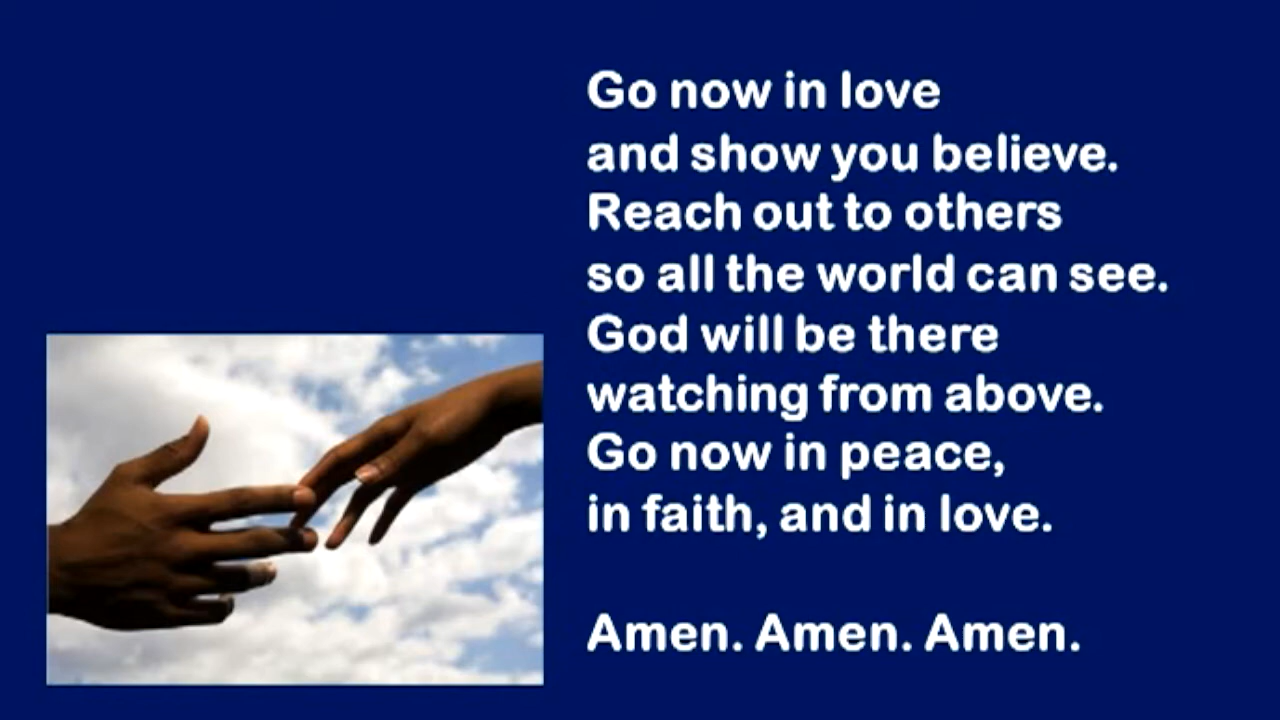 Go now in love
and show you believe.
Reach out to others
so all the world can see.
God will be there
watching from above.
Go now in peace,
in faith, and in love.
Amen. Amen. Amen.